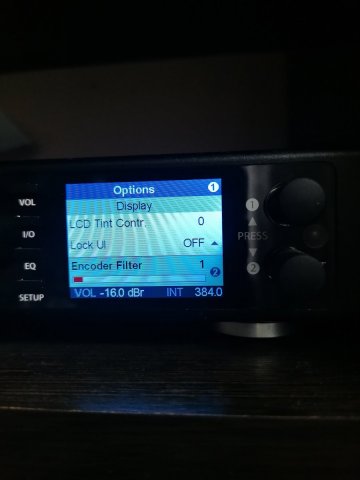 Options 1
Display
VOL
LCD Tint Contr. 0
1
I/O
Lock UI OFF
PRESS
EQ
Encoder Filter 1
2
2
SETUP
VOL -16.0 dBr INT 384.0